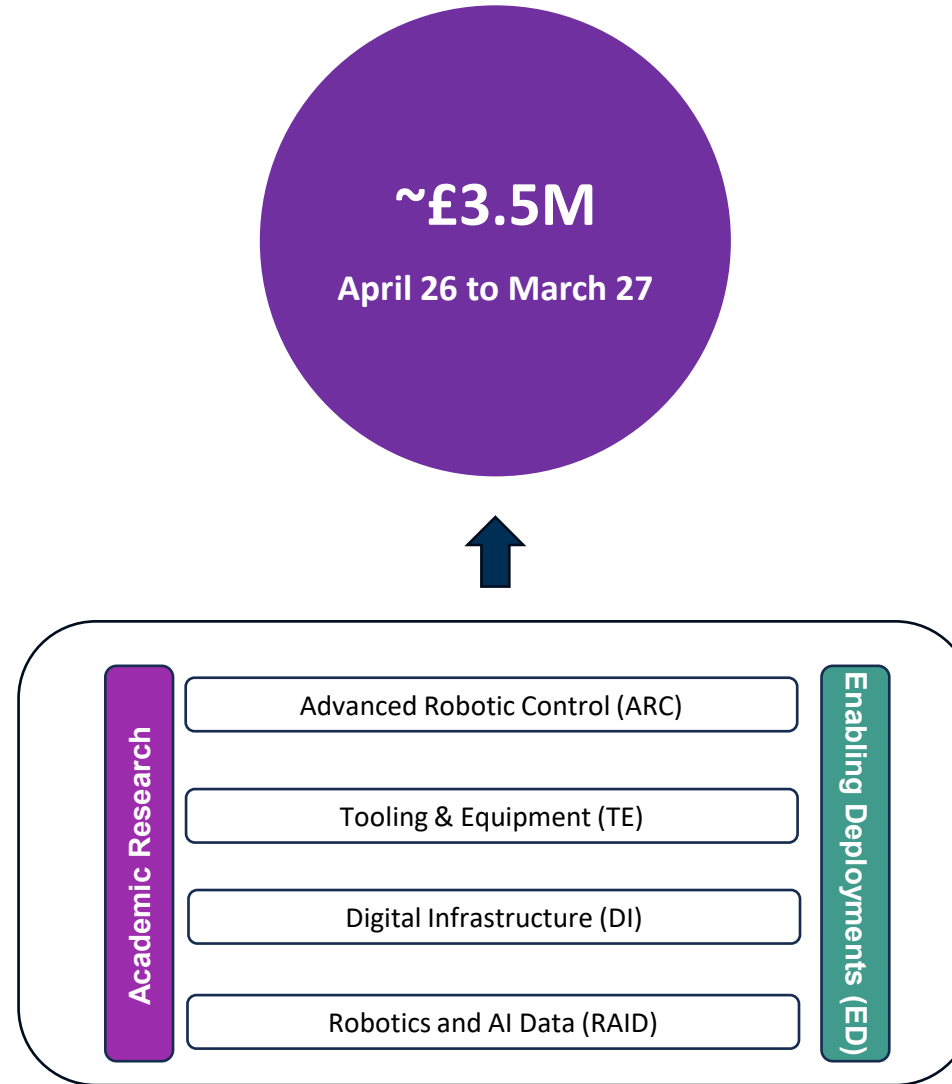 ~£3.5M
April 26 to March 27
Academic Research
Advanced Robotic Control (ARC)
Tooling & Equipment (TE)
Digital Infrastructure (DI)
Robotics and AI Data (RAID)
Enabling Deployments (ED)